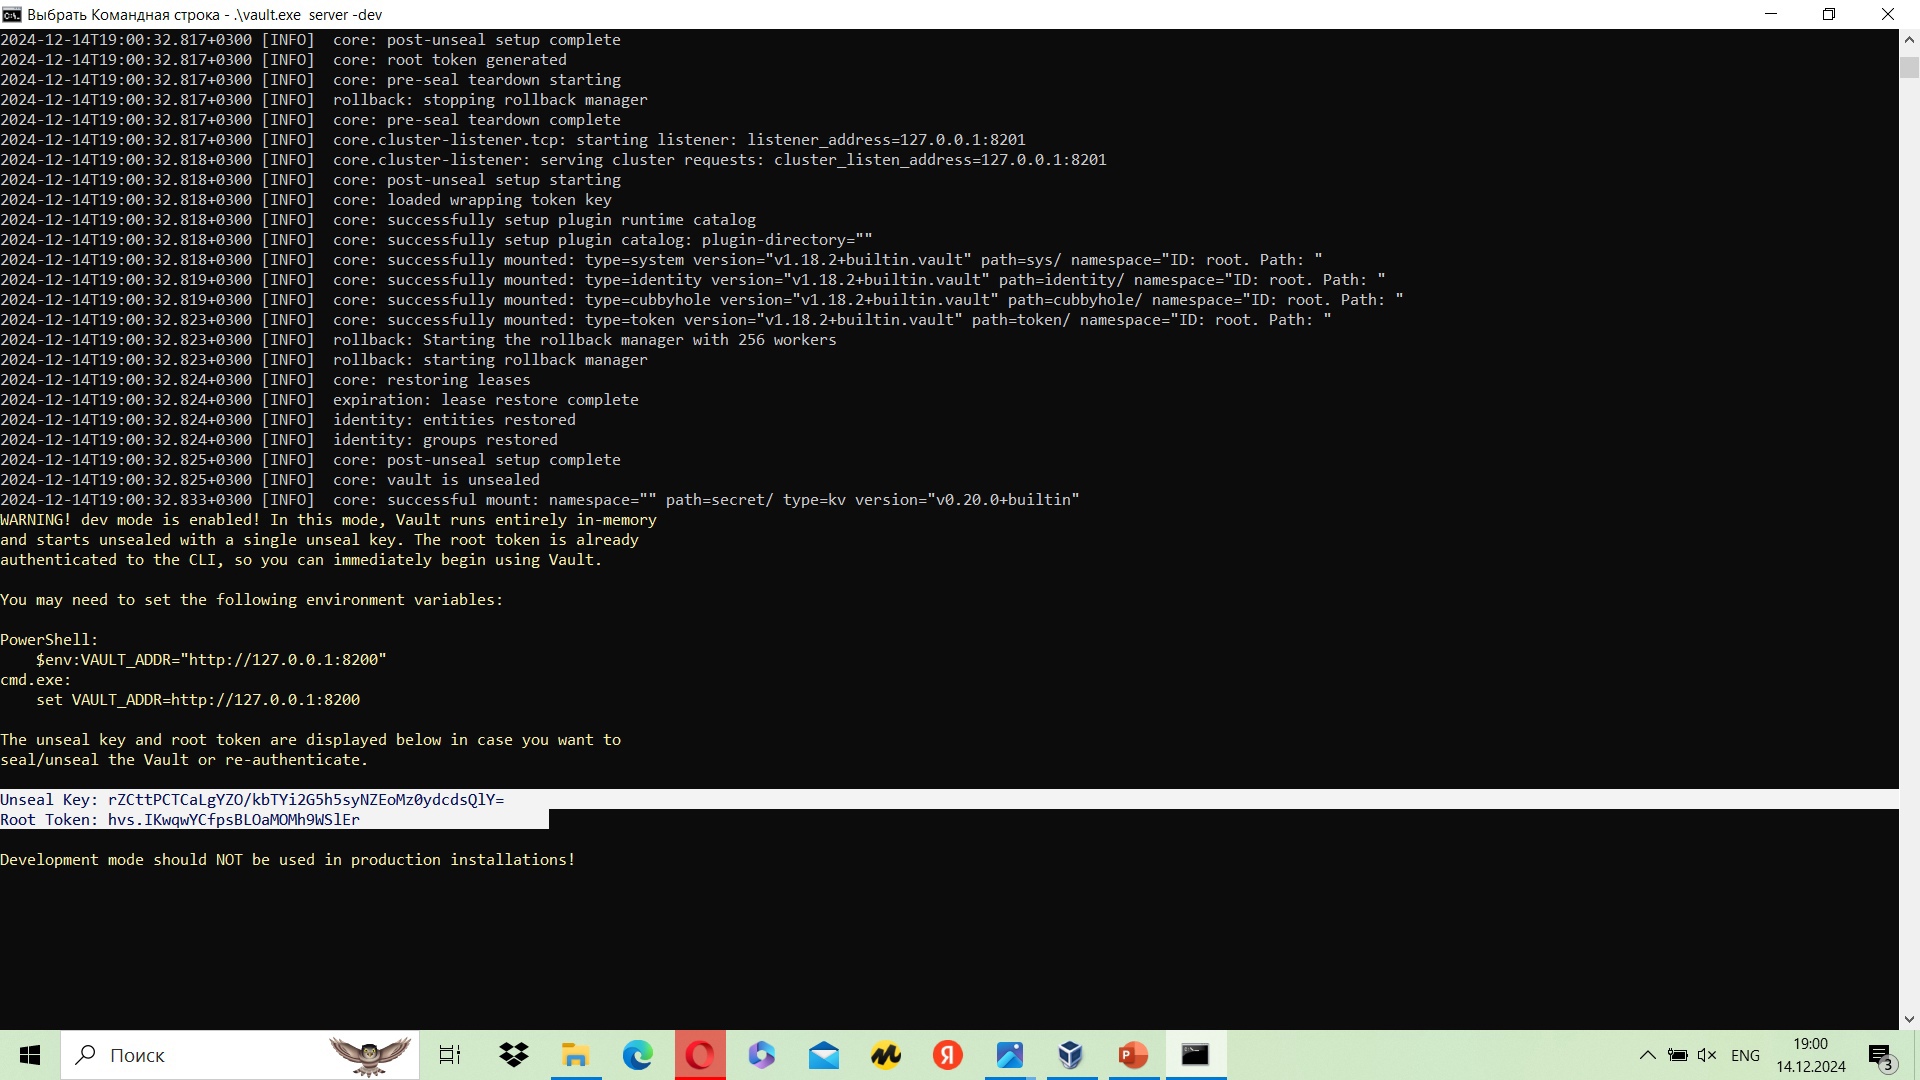 Выбрать Командная строка - .\vault.exe  server -dev
2024-12-14T19:00:32.817+0300 [INFO]  core: post-unseal setup complete
2024-12-14T19:00:32.817+0300 [INFO]  core: root token generated
2024-12-14T19:00:32.817+0300 [INFO]  core: pre-seal teardown starting
2024-12-14T19:00:32.817+0300 [INFO]  rollback: stopping rollback manager
2024-12-14T19:00:32.817+0300 [INFO]  core: pre-seal teardown complete
2024-12-14T19:00:32.817+0300 [INFO]  core.cluster-listener.tcp: starting listener: listener_address=127.0.0.1:8201
2024-12-14T19:00:32.818+0300 [INFO]  core.cluster-listener: serving cluster requests: cluster_listen_address=127.0.0.1:8201
2024-12-14T19:00:32.818+0300 [INFO]  core: post-unseal setup starting
2024-12-14T19:00:32.818+0300 [INFO]  core: loaded wrapping token key
2024-12-14T19:00:32.818+0300 [INFO]  core: successfully setup plugin runtime catalog
2024-12-14T19:00:32.818+0300 [INFO]  core: successfully setup plugin catalog: plugin-directory=""
2024-12-14T19:00:32.818+0300 [INFO]  core: successfully mounted: type=system version="v1.18.2+builtin.vault" path=sys/ namespace="ID: root. Path: "
2024-12-14T19:00:32.819+0300 [INFO]  core: successfully mounted: type=identity version="v1.18.2+builtin.vault" path=identity/ namespace="ID: root. Path: "
2024-12-14T19:00:32.819+0300 [INFO]  core: successfully mounted: type=cubbyhole version="v1.18.2+builtin.vault" path=cubbyhole/ namespace="ID: root. Path: "
2024-12-14T19:00:32.823+0300 [INFO]  core: successfully mounted: type=token version="v1.18.2+builtin.vault" path=token/ namespace="ID: root. Path: "
2024-12-14T19:00:32.823+0300 [INFO]  rollback: Starting the rollback manager with 256 workers
2024-12-14T19:00:32.823+0300 [INFO]  rollback: starting rollback manager
2024-12-14T19:00:32.824+0300 [INFO]  core: restoring leases
2024-12-14T19:00:32.824+0300 [INFO]  expiration: lease restore complete
2024-12-14T19:00:32.824+0300 [INFO]  identity: entities restored
2024-12-14T19:00:32.824+0300 [INFO]  identity: groups restored
2024-12-14T19:00:32.825+0300 [INFO]  core: post-unseal setup complete
2024-12-14T19:00:32.825+0300 [INFO]  core: vault is unsealed
2024-12-14T19:00:32.833+0300 [INFO]  core: successful mount: namespace="" path=secret/ type=kv version="v0.20.0+builtin"
WARNING! dev mode is enabled! In this mode, Vault runs entirely in-memory
and starts unsealed with a single unseal key. The root token is already
authenticated to the CLI, so you can immediately begin using Vault.
You may need to set the following environment variables:
PowerShell:
    $env:VAULT_ADDR="http://127.0.0.1:8200"
cmd.exe:
    set VAULT_ADDR=http://127.0.0.1:8200
The unseal key and root token are displayed below in case you want to
seal/unseal the Vault or re-authenticate.
Unseal Key: rZCttPCTCaLgYZO/kbTYi2G5h5syNZEoMz0ydcdsQlY=
Root Token: hvs.IKwqwYCfpsBLOaMOMh9WSlEr
Development mode should NOT be used in production installations!
Поиск
ENG
19:00
14.12.2024
3